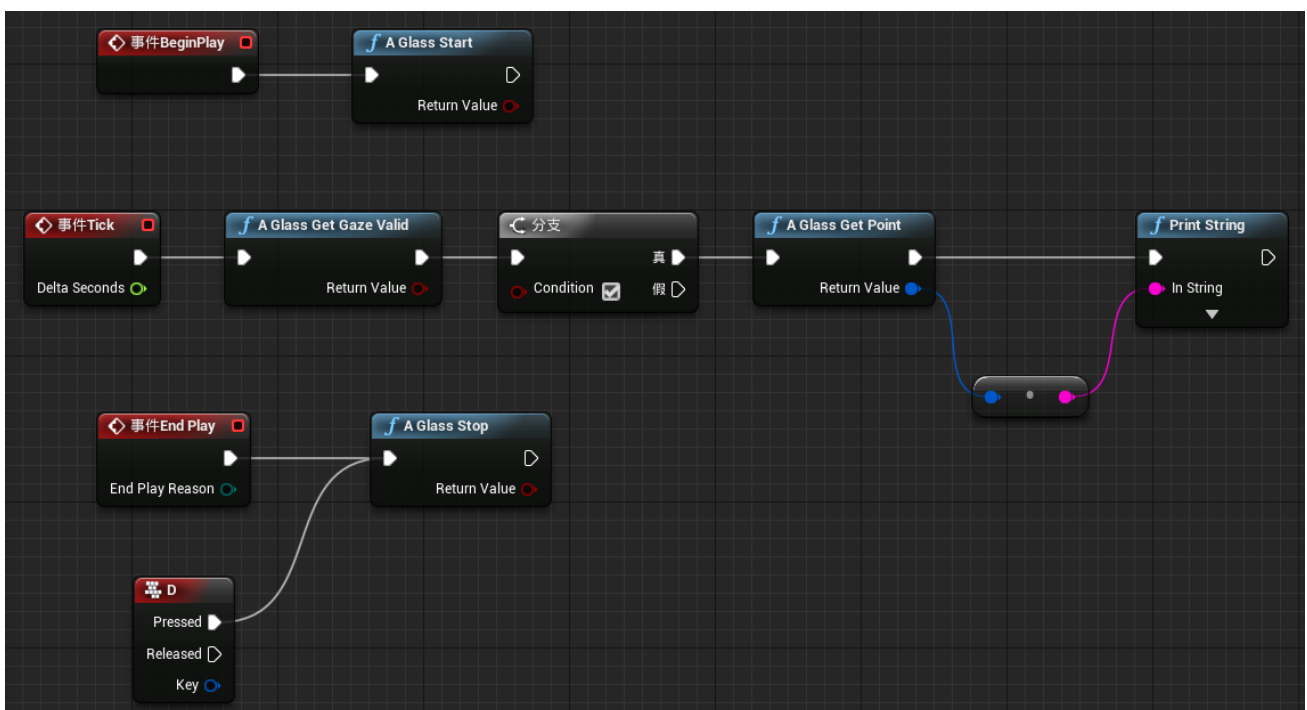 事件BeginPlay
A Glass Start
Return Value
事件Tick
Delta Seconds
A Glass Get Gaze Valid
Return Value
分支
真
Condition
假
A Glass Get Point
Return Value
Print String
In String
事件End Play
End Play Reason
A Glass Stop
Return Value
D
Pressed
Released
Key